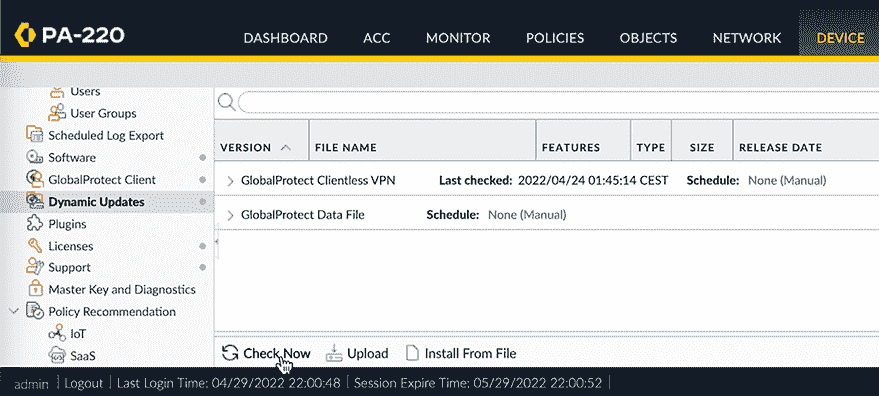 PA-220
DASHBOARD ACC MONITOR POLICIES OBJECTS NETWORK DEVICE
Users
User Groups
Scheduled Log Export
Software
GlobalProtect Client
Dynamic Updates
Plugins
Licenses
Support
Master Key and Diagnostics
Policy Recommendation
IoT
SaaS
VERSION FILE NAME FEATURES TYPE SIZE RELEASE DATE
GlobalProtect Clientless VPN Last checked: 2022/04/24 01:45:14 CEST Schedule: None (Manual)
GlobalProtect Data File Schedule: None (Manual)
Check Now Upload Install From File
admin | Logout | Last Login Time: 04/29/2022 22:00:48 | Session Expire Time: 05/29/2022 22:00:52 |